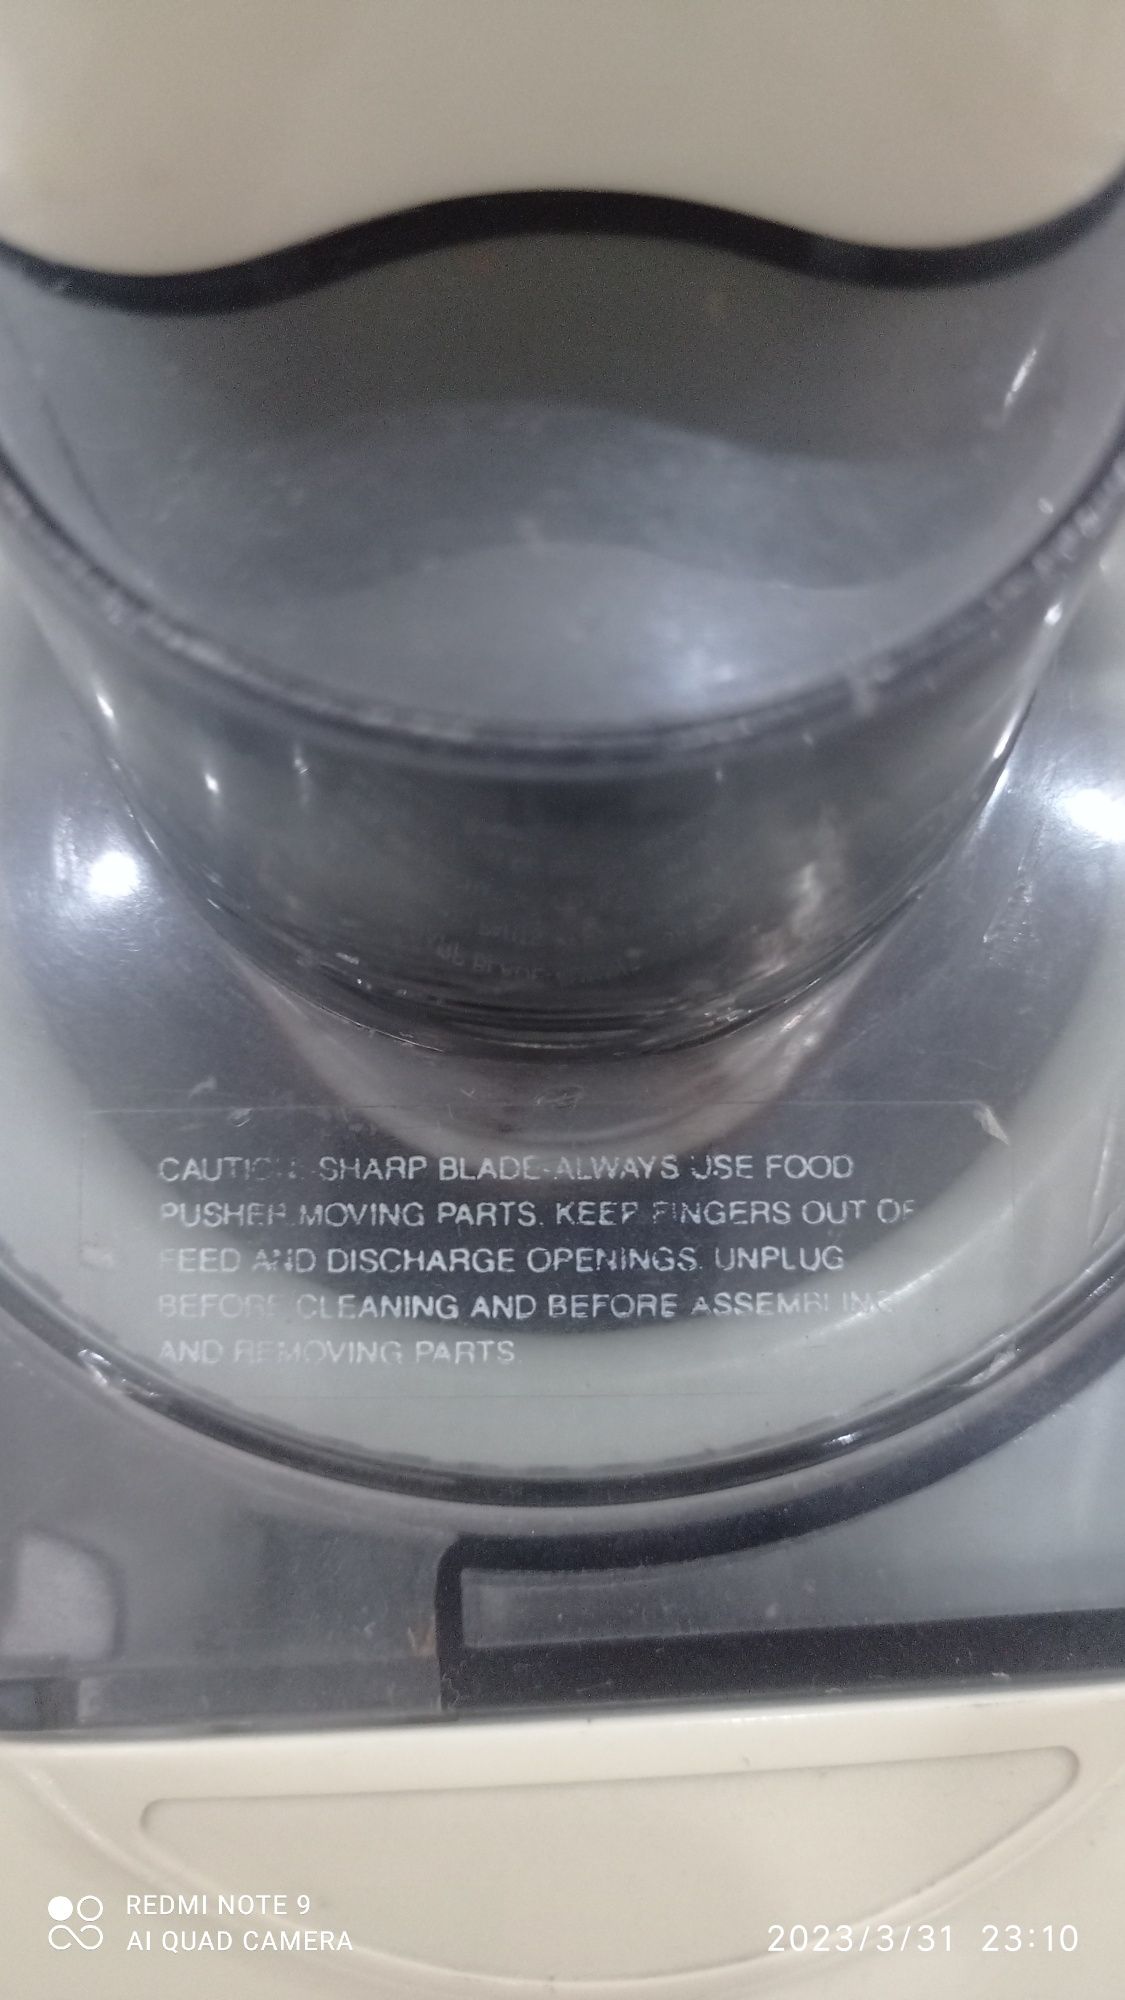 CAUTION: SHARP BLADE-ALWAYS USE FOOD
PUSHER.MOVING PARTS. KEEP FINGERS OUT OF
FEED AND DISCHARGE OPENINGS. UNPLUG
BEFORE CLEANING AND BEFORE ASSEMBLING
AND REMOVING PARTS.
REDMI NOTE 9
AI QUAD CAMERA
2023/3/31 23:10